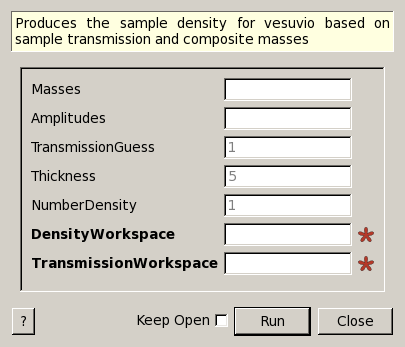 Produces the sample density for vesuvio based on
sample transmission and composite masses
Masses
Amplitudes
TransmissionGuess 1
Thickness 5
NumberDensity 1
DensityWorkspace *
TransmissionWorkspace *
? Keep Open Run Close